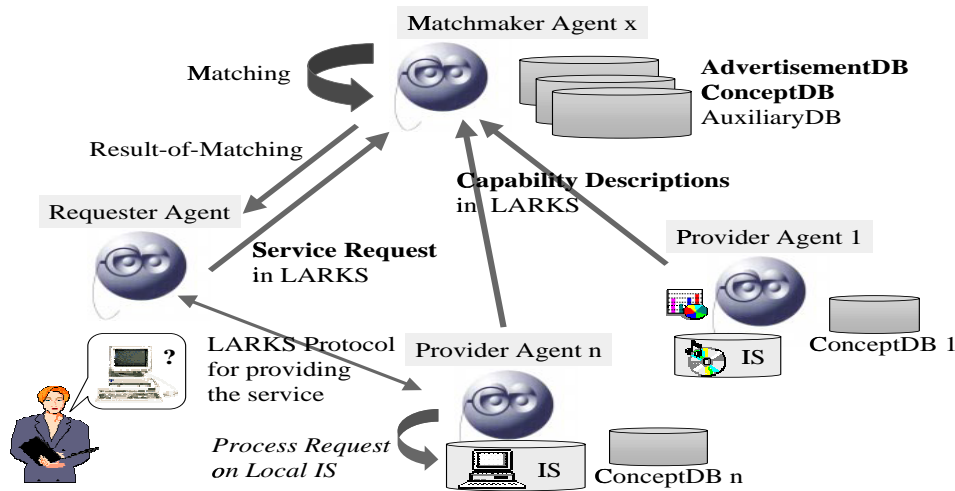 Matchmaker Agent x
Matching
AdvertisementDB
ConceptDB
AuxiliaryDB
Result-of-Matching
Capability Descriptions
in LARKS
Requester Agent
Service Request
in LARKS
Provider Agent 1
IS
ConceptDB 1
?
LARKS Protocol
for providing
the service
Provider Agent n
Process Request
on Local IS
IS
ConceptDB n